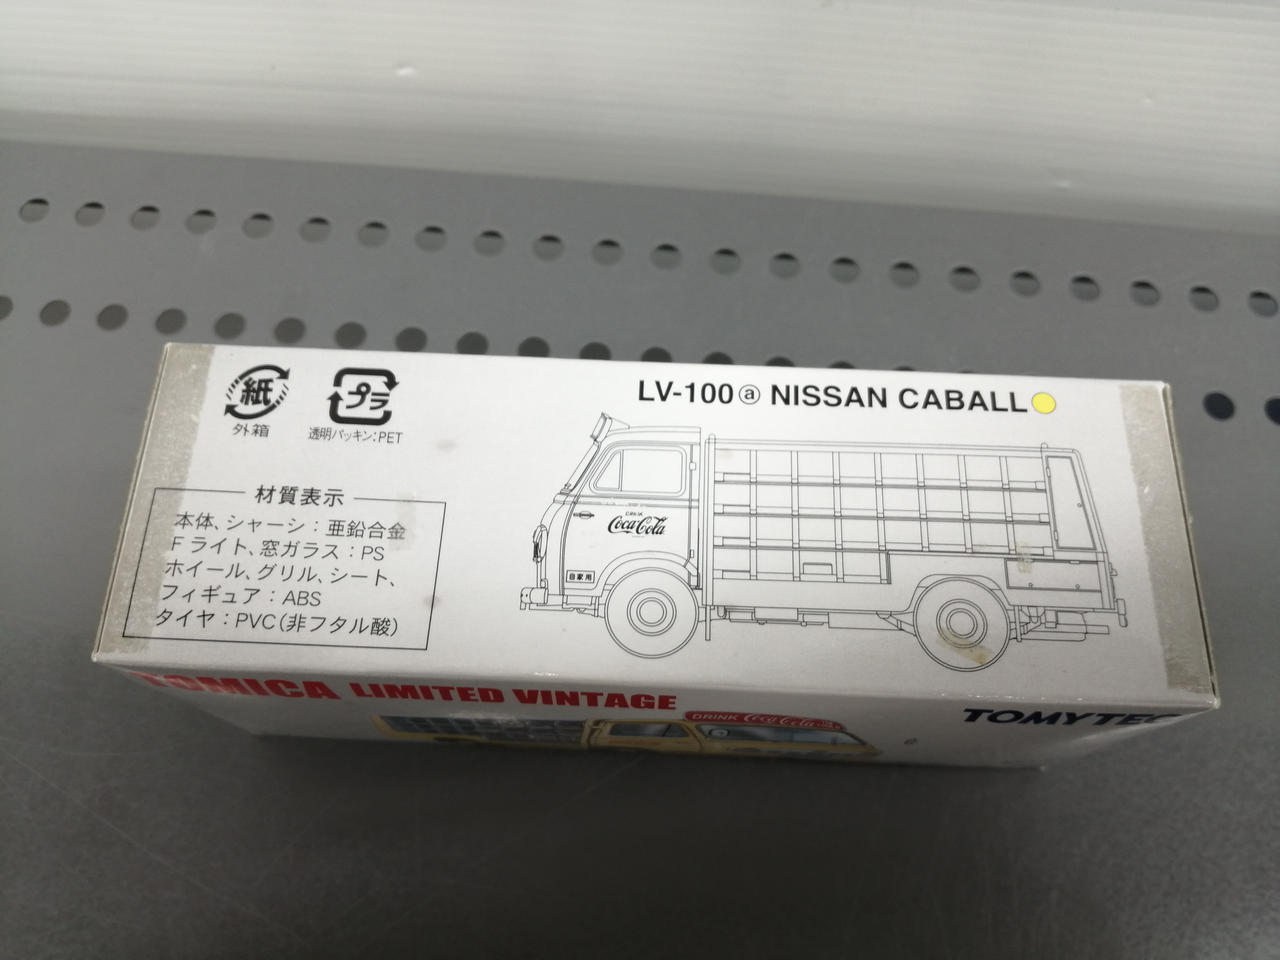 紙
外箱
プラ
透明パッキン：PET
LV-100ⓐ NISSAN CABALL
材質表示
本体、シャーシ：亜鉛合金
Fライト、窓ガラス：PS
ホイール、グリル、シート、
フィギュア：ABS
タイヤ：PVC（非フタル酸）
DRINK
Coca-Cola
自家用
TOMICA LIMITED VINTAGE
TOMYTEC
DRINK Coca-Cola